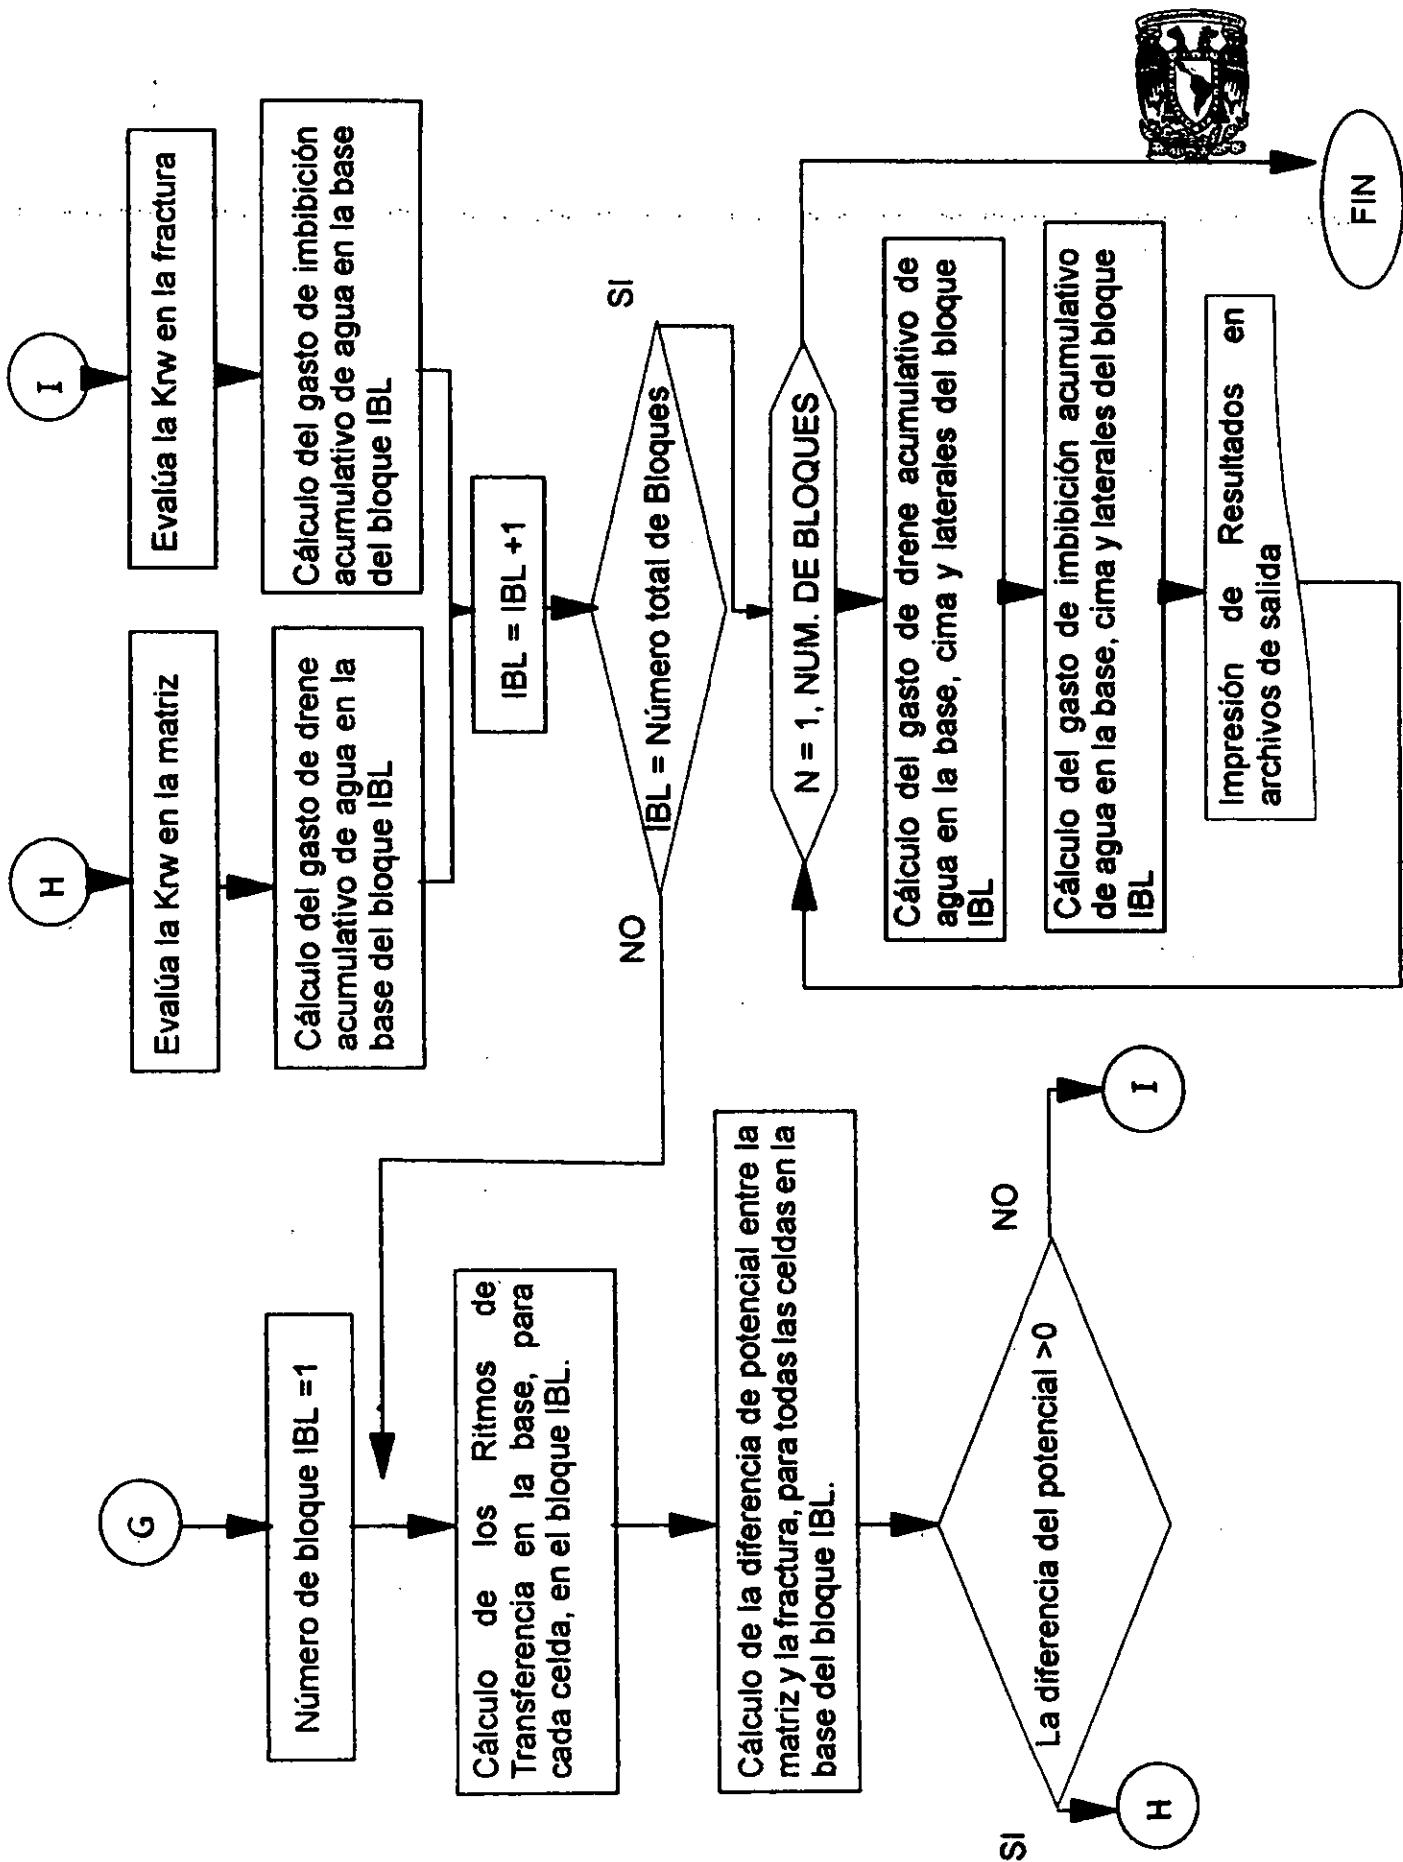 G
Número de bloque IBL =1
Cálculo de los Ritmos de
Transferencia en la base, para
cada celda, en el bloque IBL.
Cálculo de la diferencia de potencial entre la
matriz y la fractura, para todas las celdas en la
base del bloque IBL.
La diferencia del potencial >0
SI
NO
H
I
H
Evalúa la Krw en la matriz
Cálculo del gasto de drene
acumulativo de agua en la
base del bloque IBL
I
Evalúa la Krw en la fractura
Cálculo del gasto de imbibición
acumulativo de agua en la base
del bloque IBL
IBL = IBL +1
IBL = Número total de Bloques
NO
SI
N = 1, NUM. DE BLOQUES
Cálculo del gasto de drene acumulativo de
agua en la base, cima y laterales del bloque
IBL
Cálculo del gasto de imbibición acumulativo
de agua en la base, cima y laterales del bloque
IBL
Impresión de Resultados en
archivos de salida
FIN